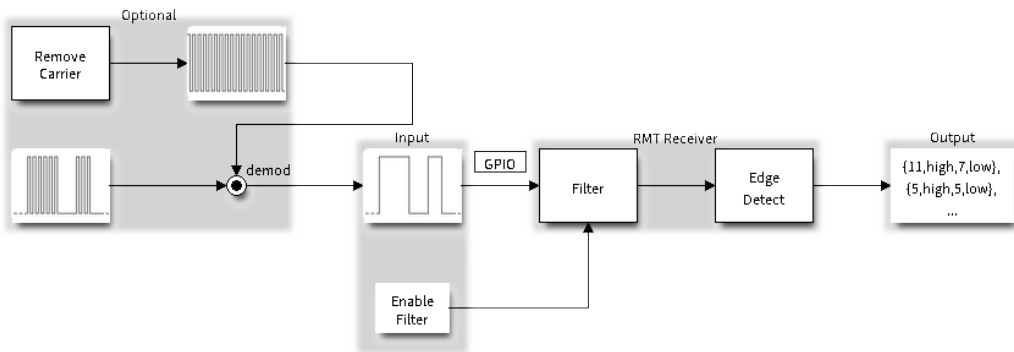 Optional
Remove
Carrier
demod
Input
GPIO
RMT Receiver
Filter
Edge
Detect
Output
{11,high,7,low},
{5,high,5,low},
...
Enable
Filter